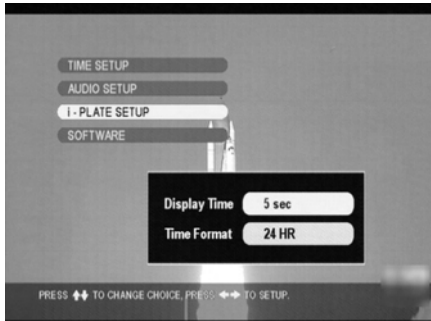 TIME SETUP
AUDIO SETUP
i - PLATE SETUP
SOFTWARE
Display Time 5 sec
Time Format 24 HR
PRESS ⬆⬇ TO CHANGE CHOICE, PRESS ⬅➡ TO SETUP.